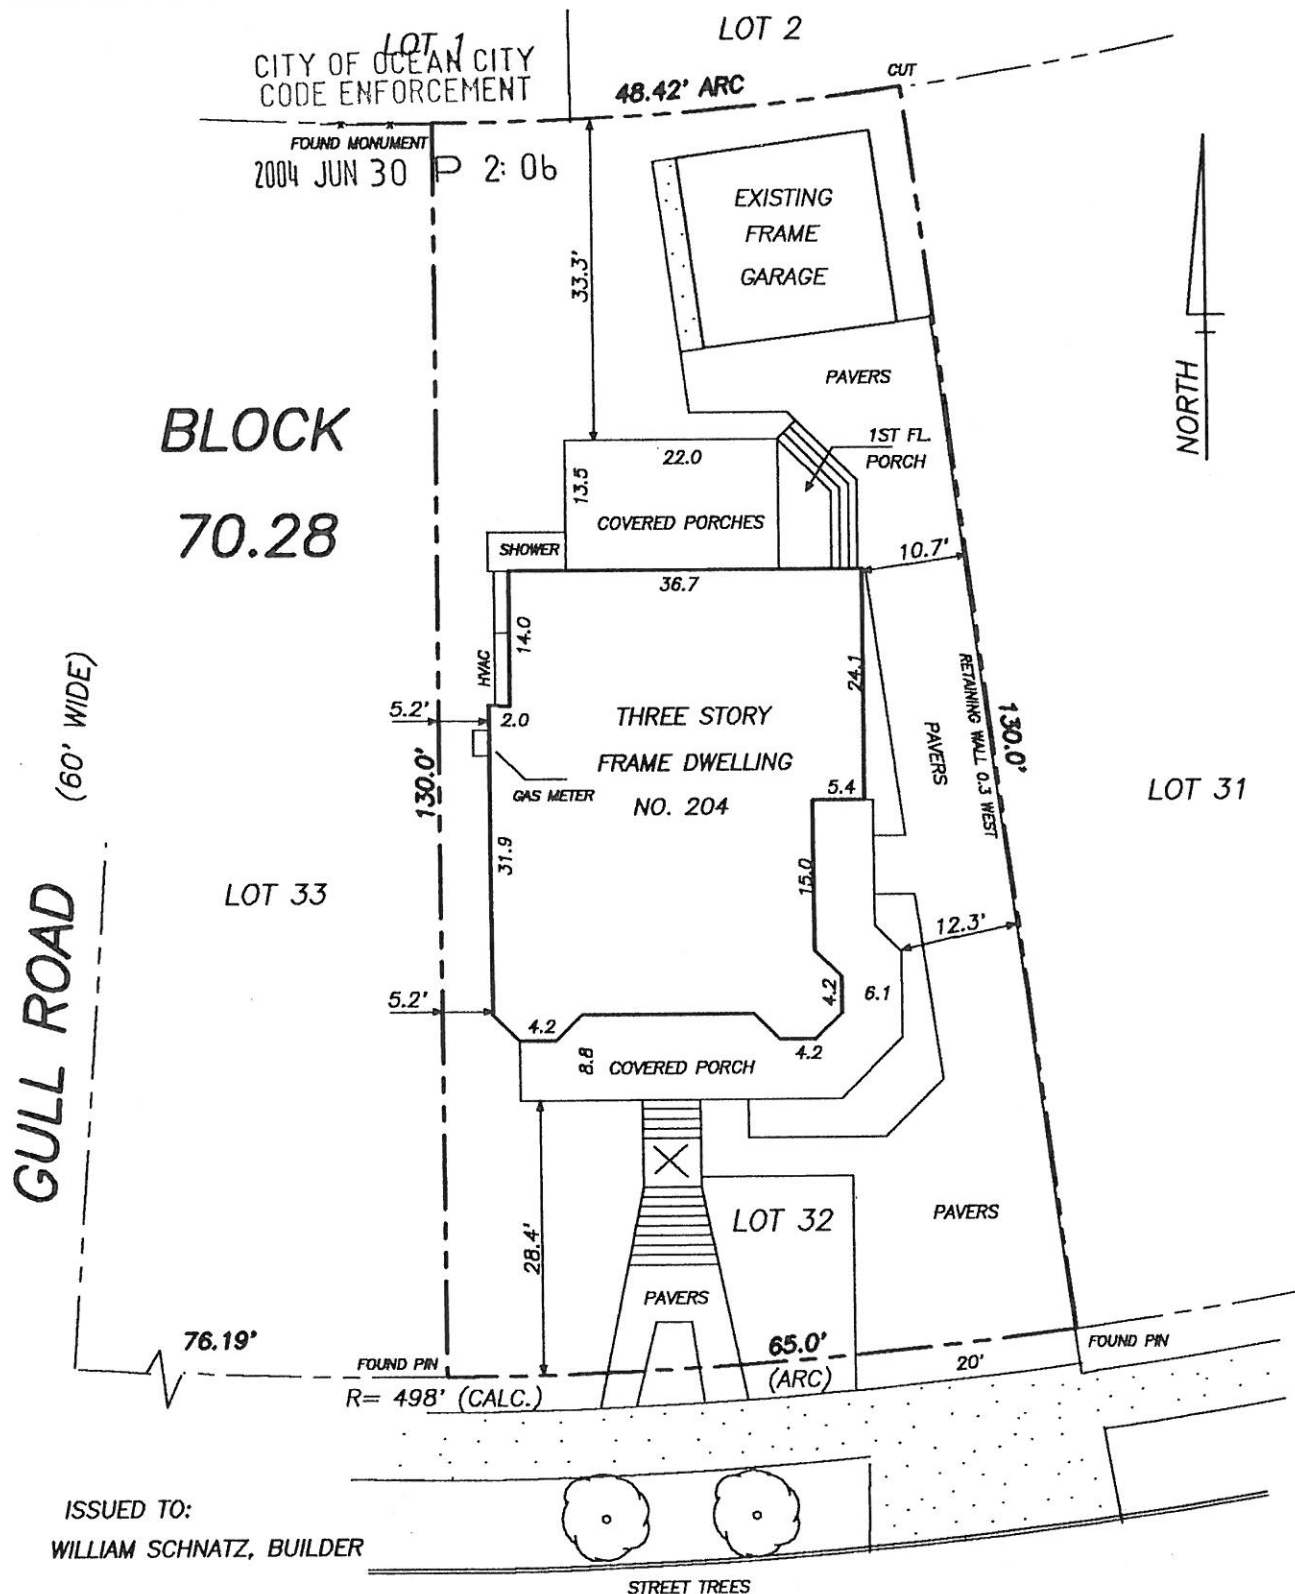 LOT 1
CITY OF OCEAN CITY
CODE ENFORCEMENT
LOT 2
CUT
48.42' ARC
FOUND MONUMENT
2004 JUN 30 P 2:06
EXISTING
FRAME
GARAGE
33.3'
PAVERS
NORTH
BLOCK
70.28
1ST FL.
PORCH
22.0
13.5
COVERED PORCHES
SHOWER
10.7'
36.7
14.0
HVAC
24.1
(60' WIDE)
5.2'
2.0
THREE STORY
FRAME DWELLING
NO. 204
GAS METER
130.0'
PAVERS
RETAINING WALL 0.3 WEST
130.0'
5.4
LOT 31
31.9
15.0
LOT 33
GULL ROAD
12.3'
5.2'
4.2
6.1
4.2
4.2
8.8
COVERED PORCH
28.4'
LOT 32
PAVERS
PAVERS
76.19'
FOUND PIN
65.0'
(ARC)
20'
FOUND PIN
R= 498' (CALC.)
ISSUED TO:
WILLIAM SCHNATZ, BUILDER
STREET TREES